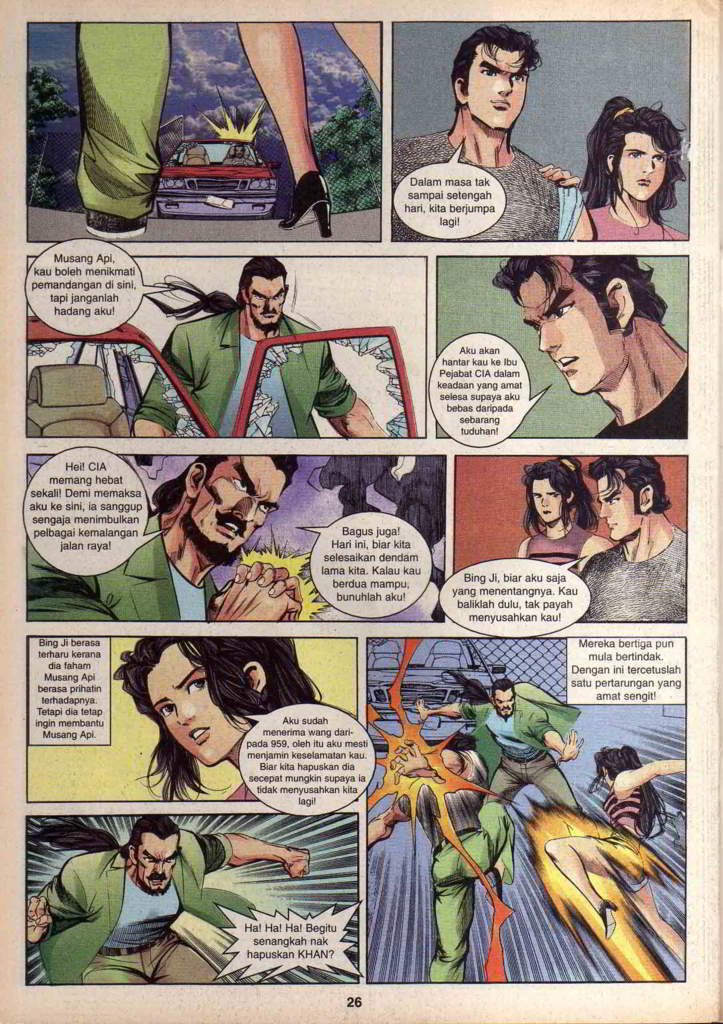 Dalam masa tak
sampai setengah
hari, kita berjumpa
lagi!
Musang Api,
kau boleh menikmati
pemandangan di sini,
tapi janganlah
hadang aku!
Aku akan
hantar kau ke Ibu
Pejabat CIA dalam
keadaan yang amat
selesa supaya aku
bebas daripada
sebarang
tuduhan!
Hei! CIA
memang hebat
sekali! Demi memaksa
aku ke sini, ia sanggup
sengaja menimbulkan
pelbagai kemalangan
jalan raya!
Bagus juga!
Hari ini, biar kita
selesaikan dendam
lama kita. Kalau kau
berdua mampu,
bunuhlah aku!
Bing Ji, biar aku saja
yang menentangnya. Kau
baliklah dulu, tak payah
menyusahkan kau!
Bing Ji berasa
terharu kerana
dia faham
Musang Api
berasa prihatin
terhadapnya.
Tetapi dia tetap
ingin membantu
Musang Api.
Aku sudah
menerima wang dari-
pada 959, oleh itu aku mesti
menjamin keselamatan kau.
Biar kita hapuskan dia
secepat mungkin supaya ia
tidak menyusahkan kita
lagi!
Mereka bertiga pun
mula bertindak.
Dengan ini tercetuslah
satu pertarungan yang
amat sengit!
Ha! Ha! Ha! Begitu
senangkah nak
hapuskan KHAN?
26